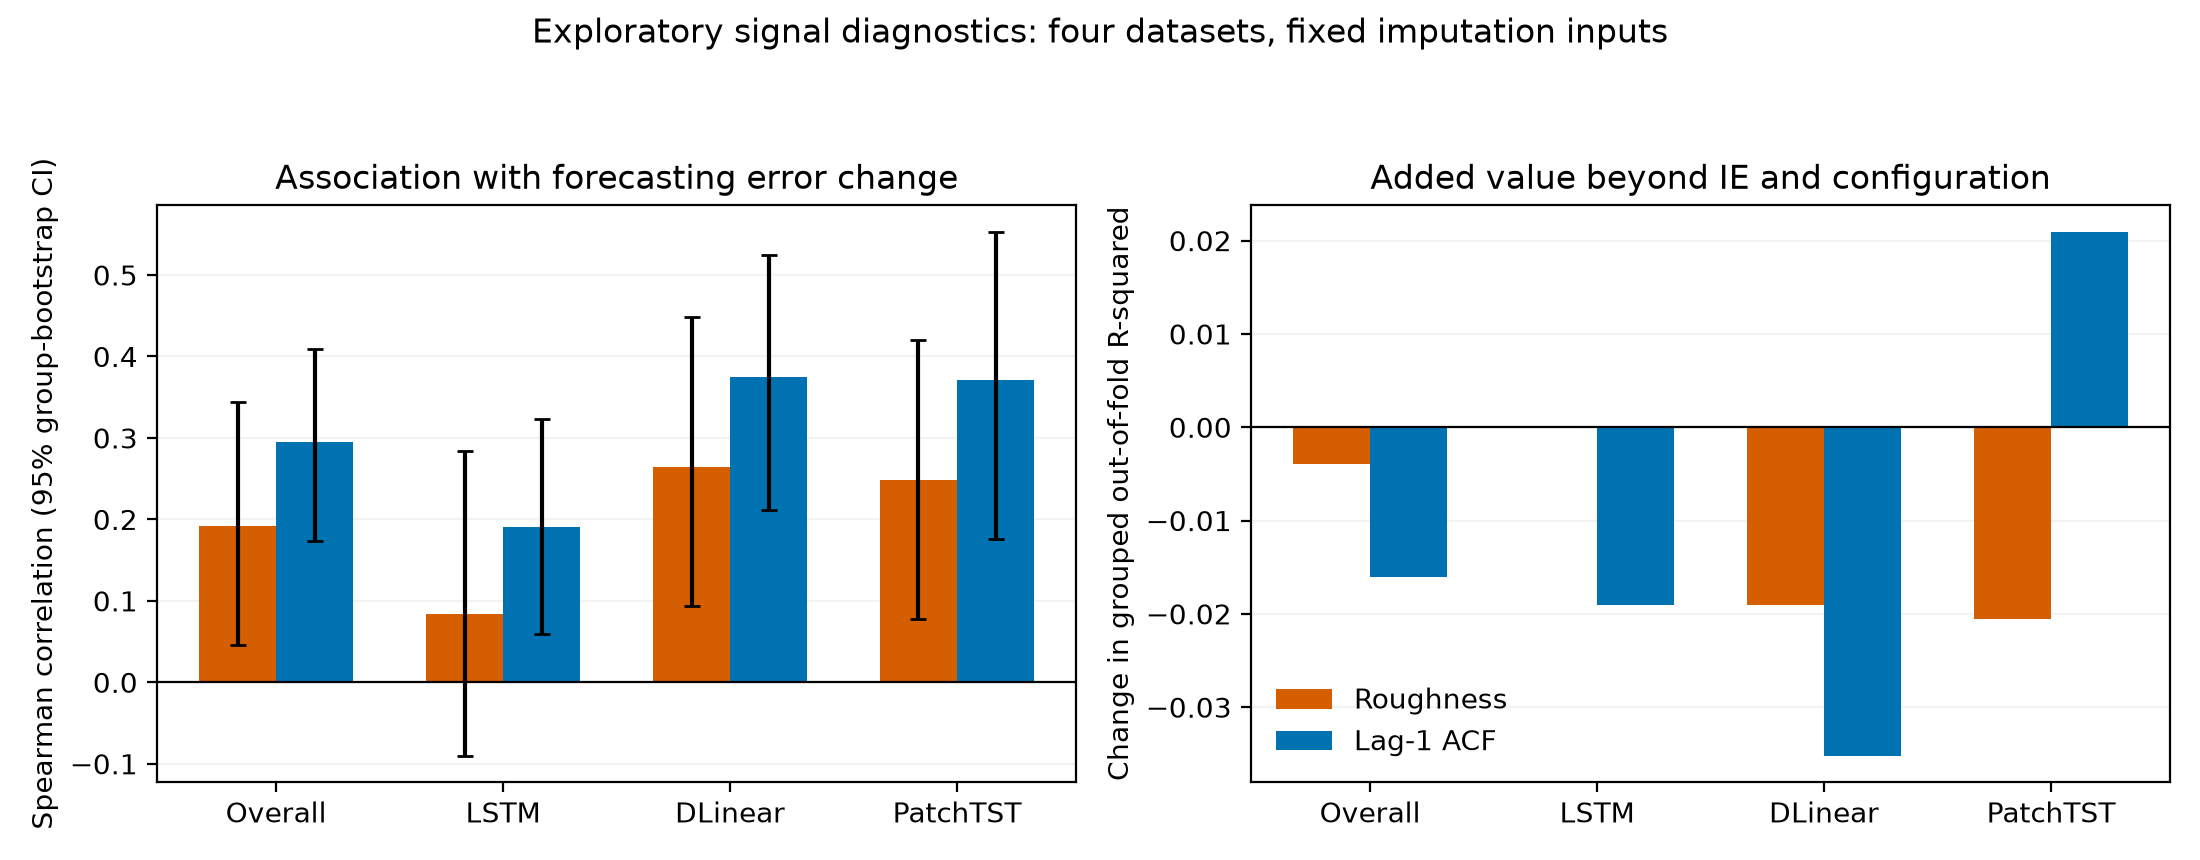 Exploratory signal diagnostics: four datasets, fixed imputation inputs
Association with forecasting error change
Spearman correlation (95% group-bootstrap CI)
0.5
0.4
0.3
0.2
0.1
0.0
−0.1
Overall
LSTM
DLinear
PatchTST
Added value beyond IE and configuration
Change in grouped out-of-fold R-squared
0.02
0.01
0.00
−0.01
−0.02
−0.03
Roughness
Lag-1 ACF
Overall
LSTM
DLinear
PatchTST